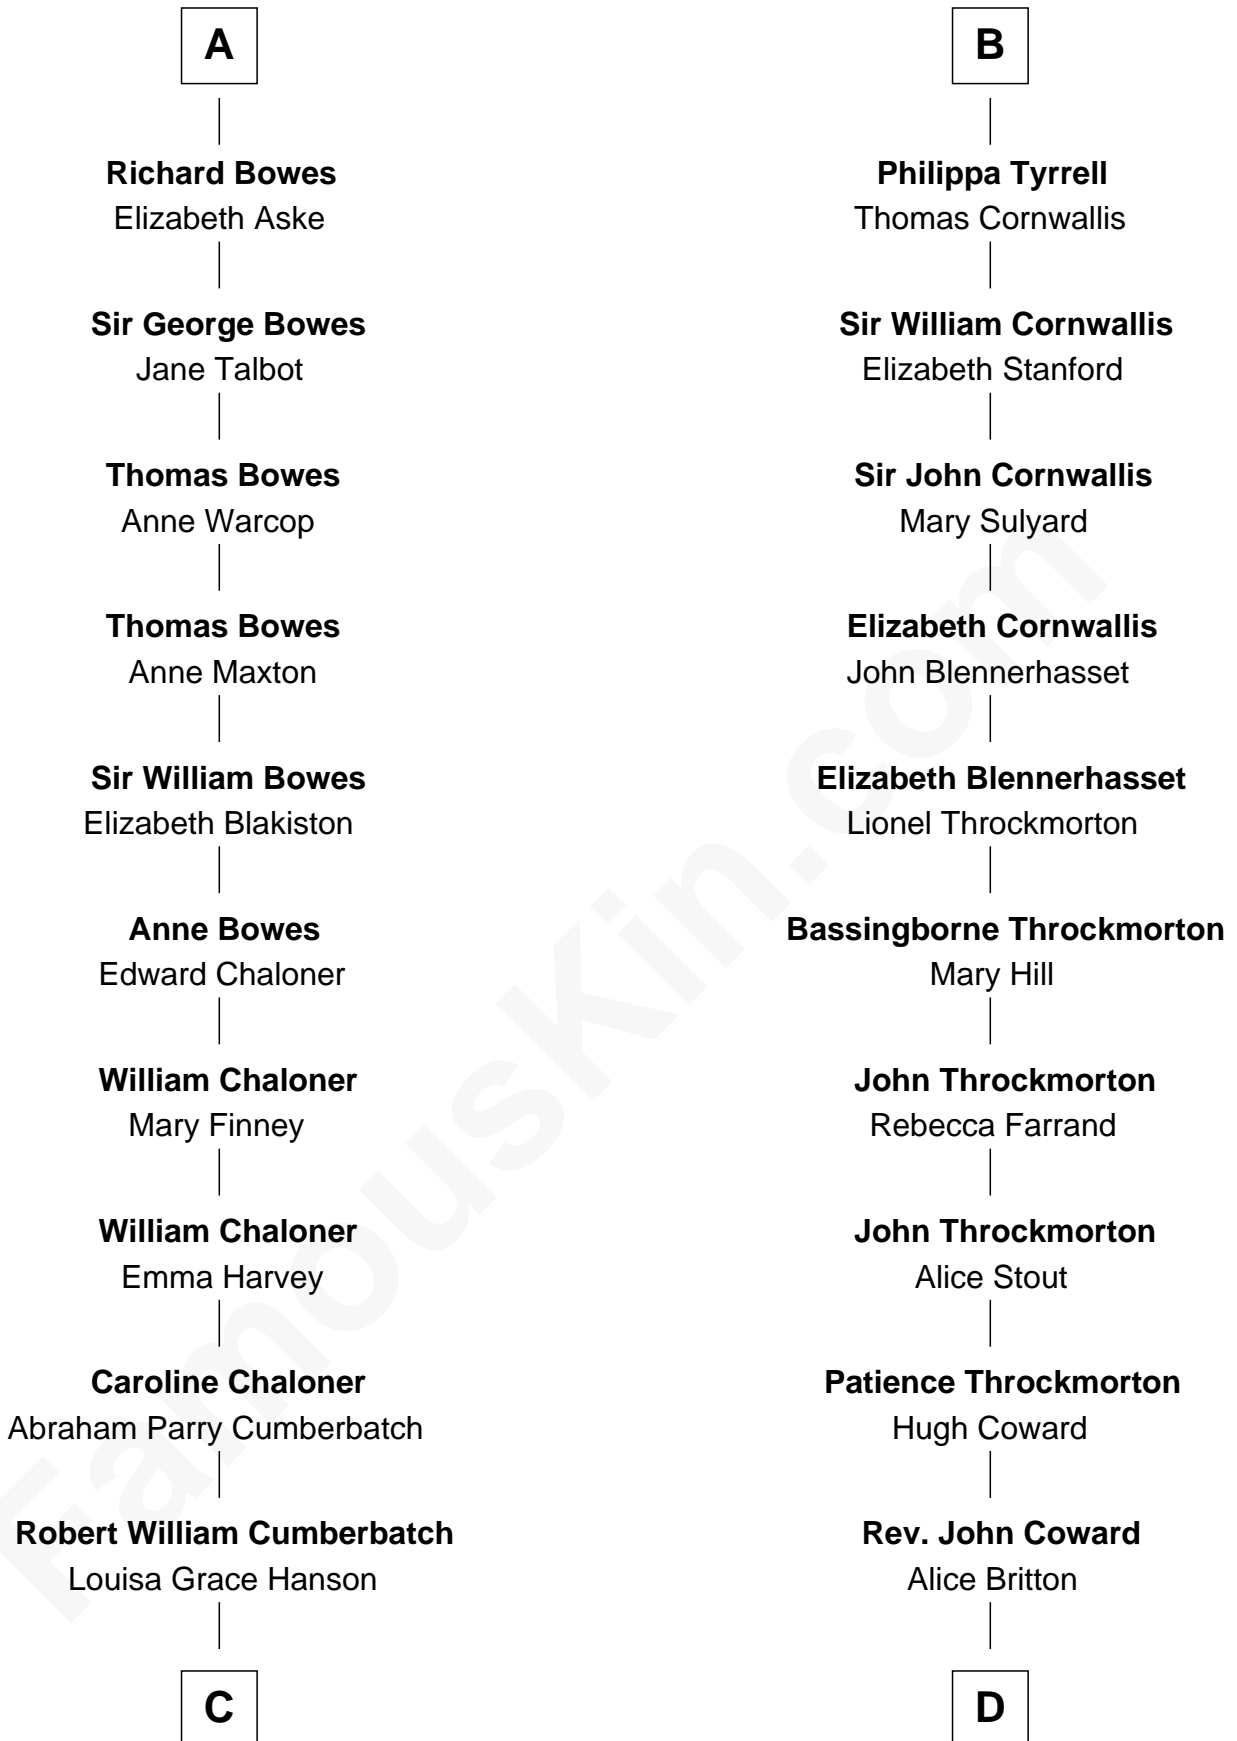 A
Richard Bowes
Elizabeth Aske
Sir George Bowes
Jane Talbot
Thomas Bowes
Anne Warcop
Thomas Bowes
Anne Maxton
Sir William Bowes
Elizabeth Blakiston
Anne Bowes
Edward Chaloner
William Chaloner
Mary Finney
William Chaloner
Emma Harvey
Caroline Chaloner
Abraham Parry Cumberbatch
Robert William Cumberbatch
Louisa Grace Hanson
C
B
Philippa Tyrrell
Thomas Cornwallis
Sir William Cornwallis
Elizabeth Stanford
Sir John Cornwallis
Mary Sulyard
Elizabeth Cornwallis
John Blennerhasset
Elizabeth Blennerhasset
Lionel Throckmorton
Bassingborne Throckmorton
Mary Hill
John Throckmorton
Rebecca Farrand
John Throckmorton
Alice Stout
Patience Throckmorton
Hugh Coward
Rev. John Coward
Alice Britton
D
FamousKin.com